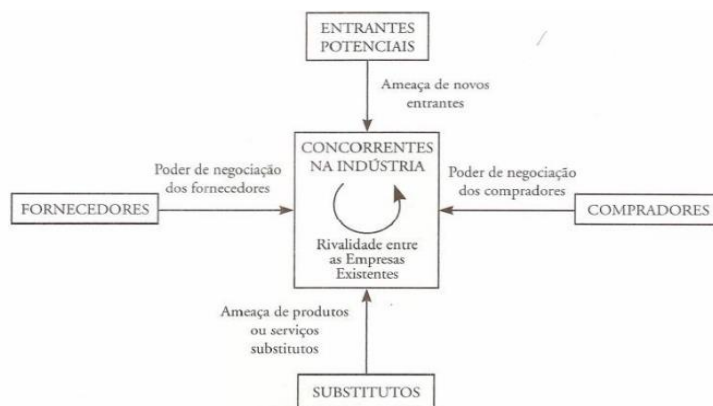 ENTRANTES
POTENCIAIS
Ameaça de novos
entrantes
CONCORRENTES
NA INDÚSTRIA
Poder de negociação
dos fornecedores
Poder de negociação
dos compradores
FORNECEDORES
COMPRADORES
Rivalidade entre
as Empresas
Existentes
Ameaça de produtos
ou serviços
substitutos
SUBSTITUTOS